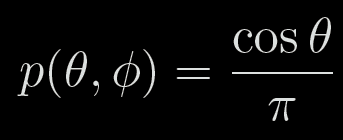 p(θ, ϕ) = cos θ / π